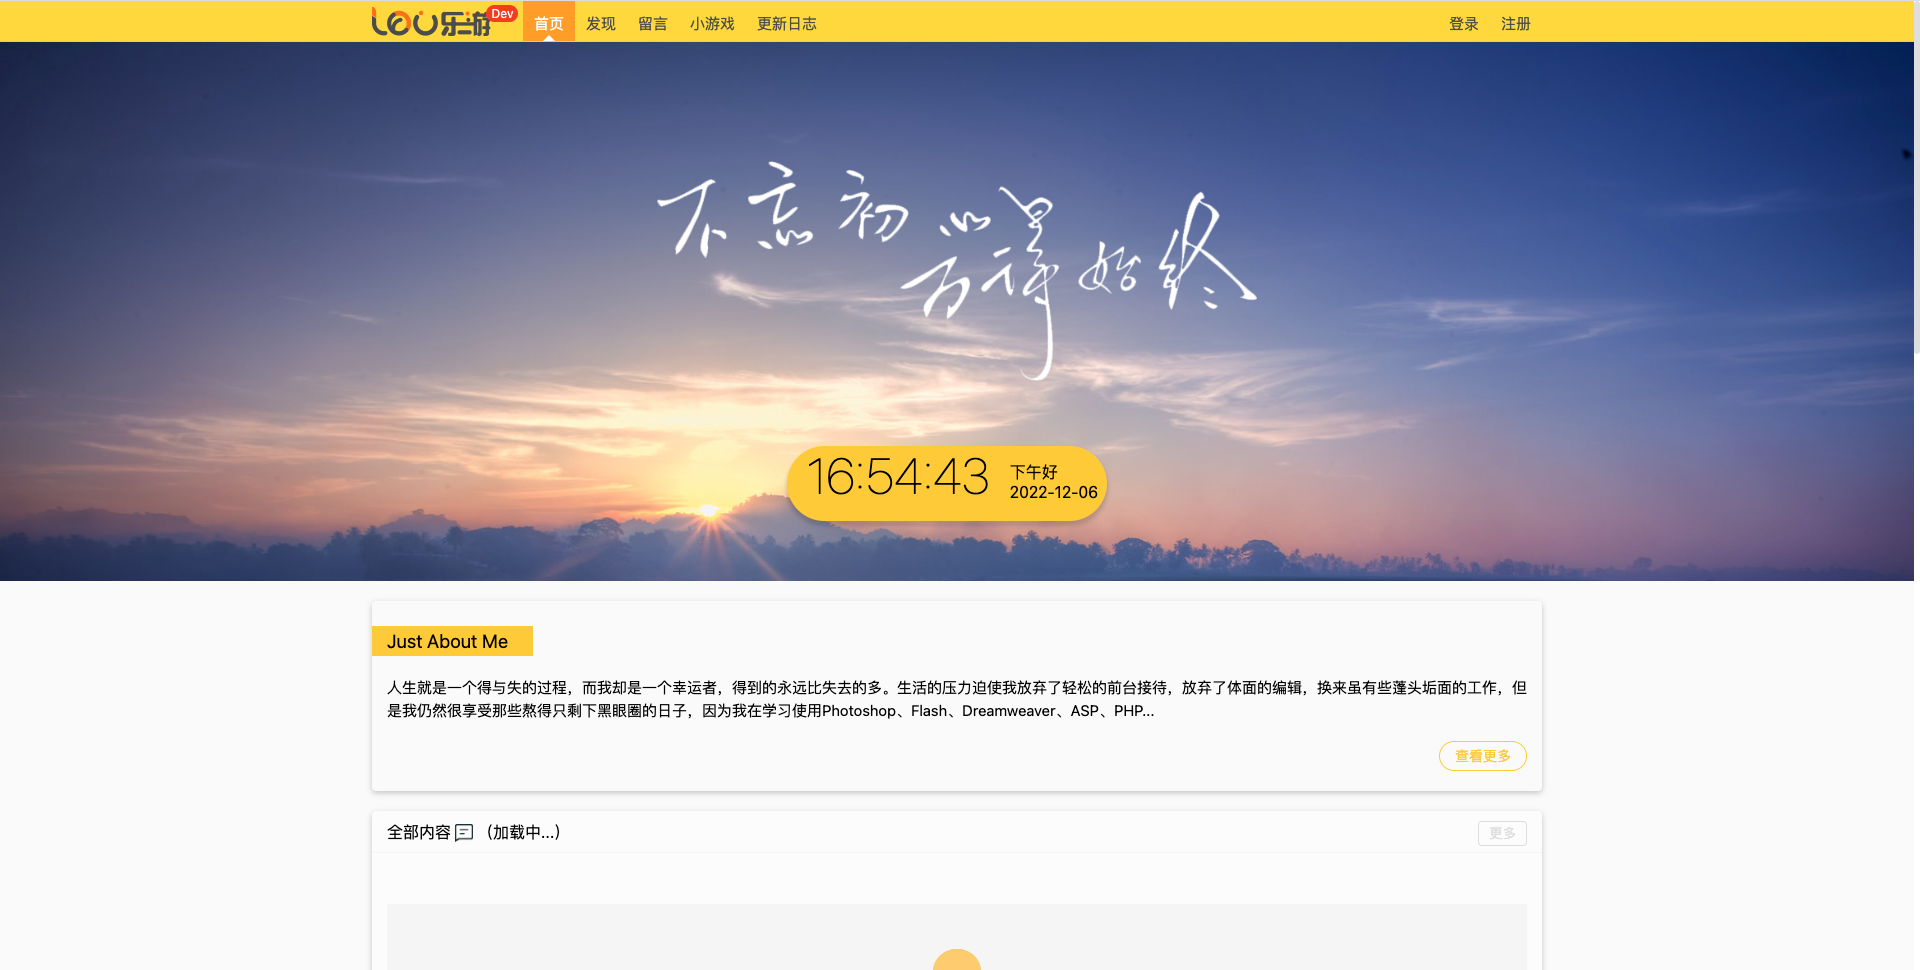 LeU乐游 Dev 首页 发现 留言 小游戏 更新日志 登录 注册
不忘初心
方得始终
16:54:43
下午好
2022-12-06
Just About Me
人生就是一个得与失的过程，而我却是一个幸运者，得到的永远比失去的多。生活的压力迫使我放弃了轻松的前台接待，放弃了体面的编辑，换来虽有些蓬头垢面的工作，但
是我仍然很享受那些熬得只剩下黑眼圈的日子，因为我在学习使用Photoshop、Flash、Dreamweaver、ASP、PHP...
查看更多
全部内容 （加载中...） 更多